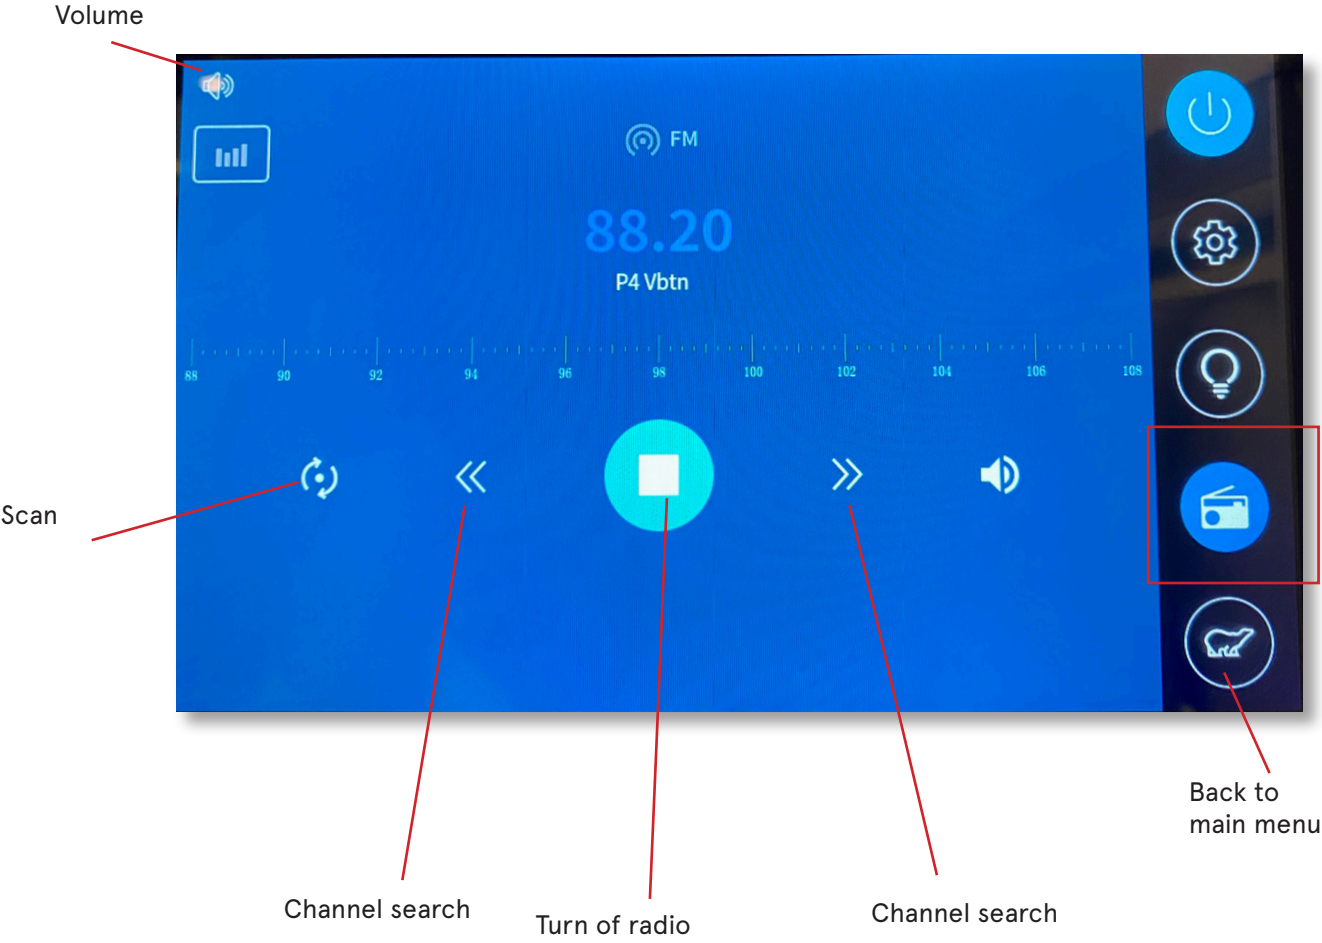 Volume
FM
88.20
P4 Vbtn
88 90 92 94 96 98 100 102 104 106 108
Scan
Back to
main menu
Channel search
Turn of radio
Channel search